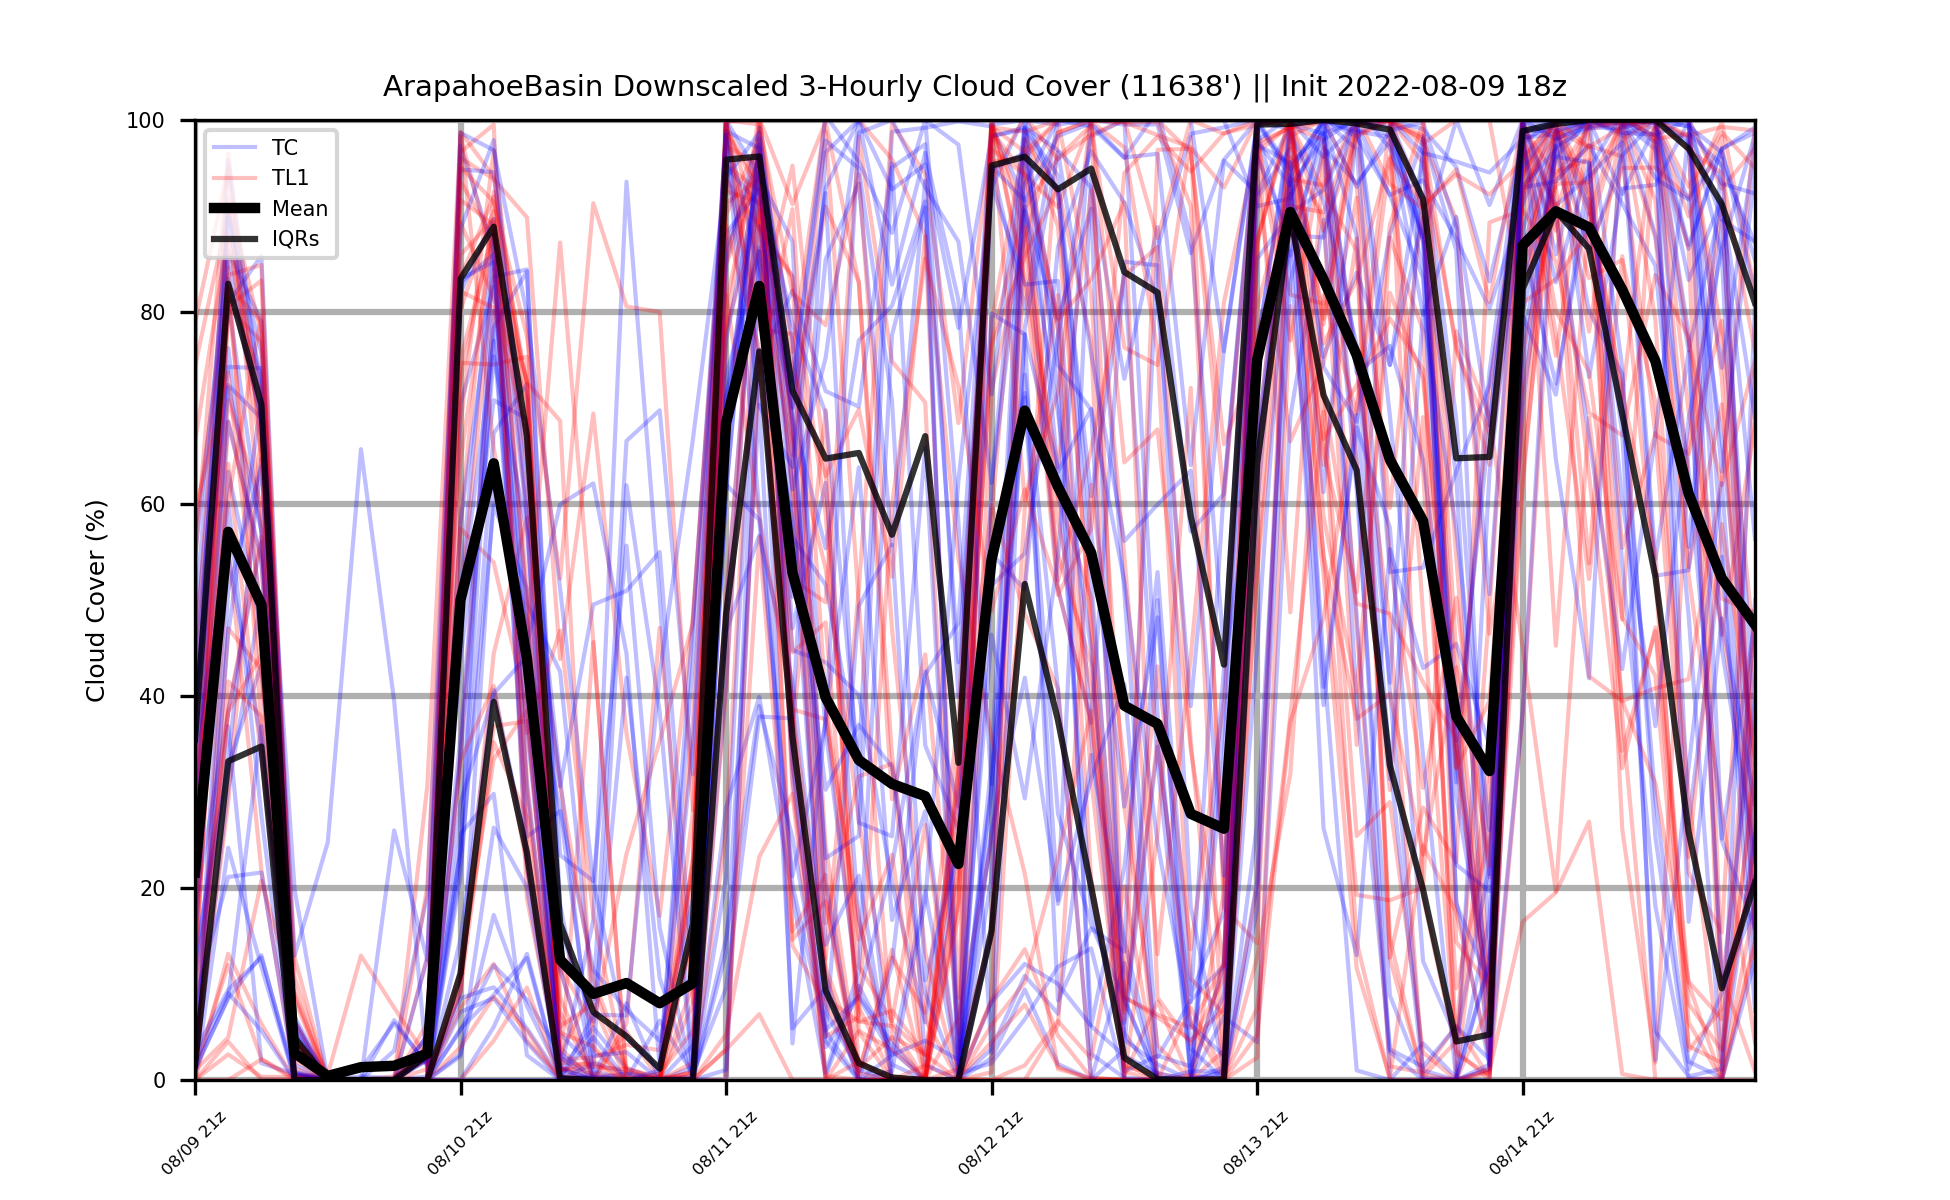 ArapahoeBasin Downscaled 3-Hourly Cloud Cover (11638') || Init 2022-08-09 18z
TC
TL1
Mean
IQRs
Cloud Cover (%)
100
80
60
40
20
0
08/09 21z
08/10 21z
08/11 21z
08/12 21z
08/13 21z
08/14 21z